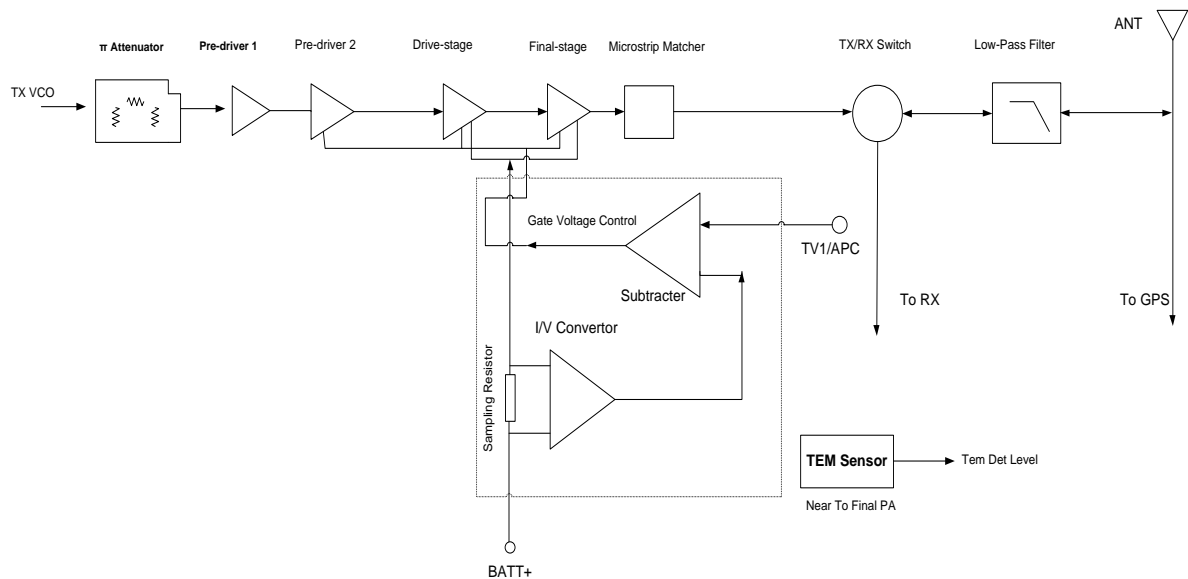 ANT
π Attenuator
Pre-driver 1
Pre-driver 2
Drive-stage
Final-stage
Microstrip Matcher
TX/RX Switch
Low-Pass Filter
TX VCO
Gate Voltage Control
TV1/APC
Subtracter
To RX
To GPS
I/V Convertor
Sampling Resistor
TEM Sensor
Tem Det Level
Near To Final PA
BATT+